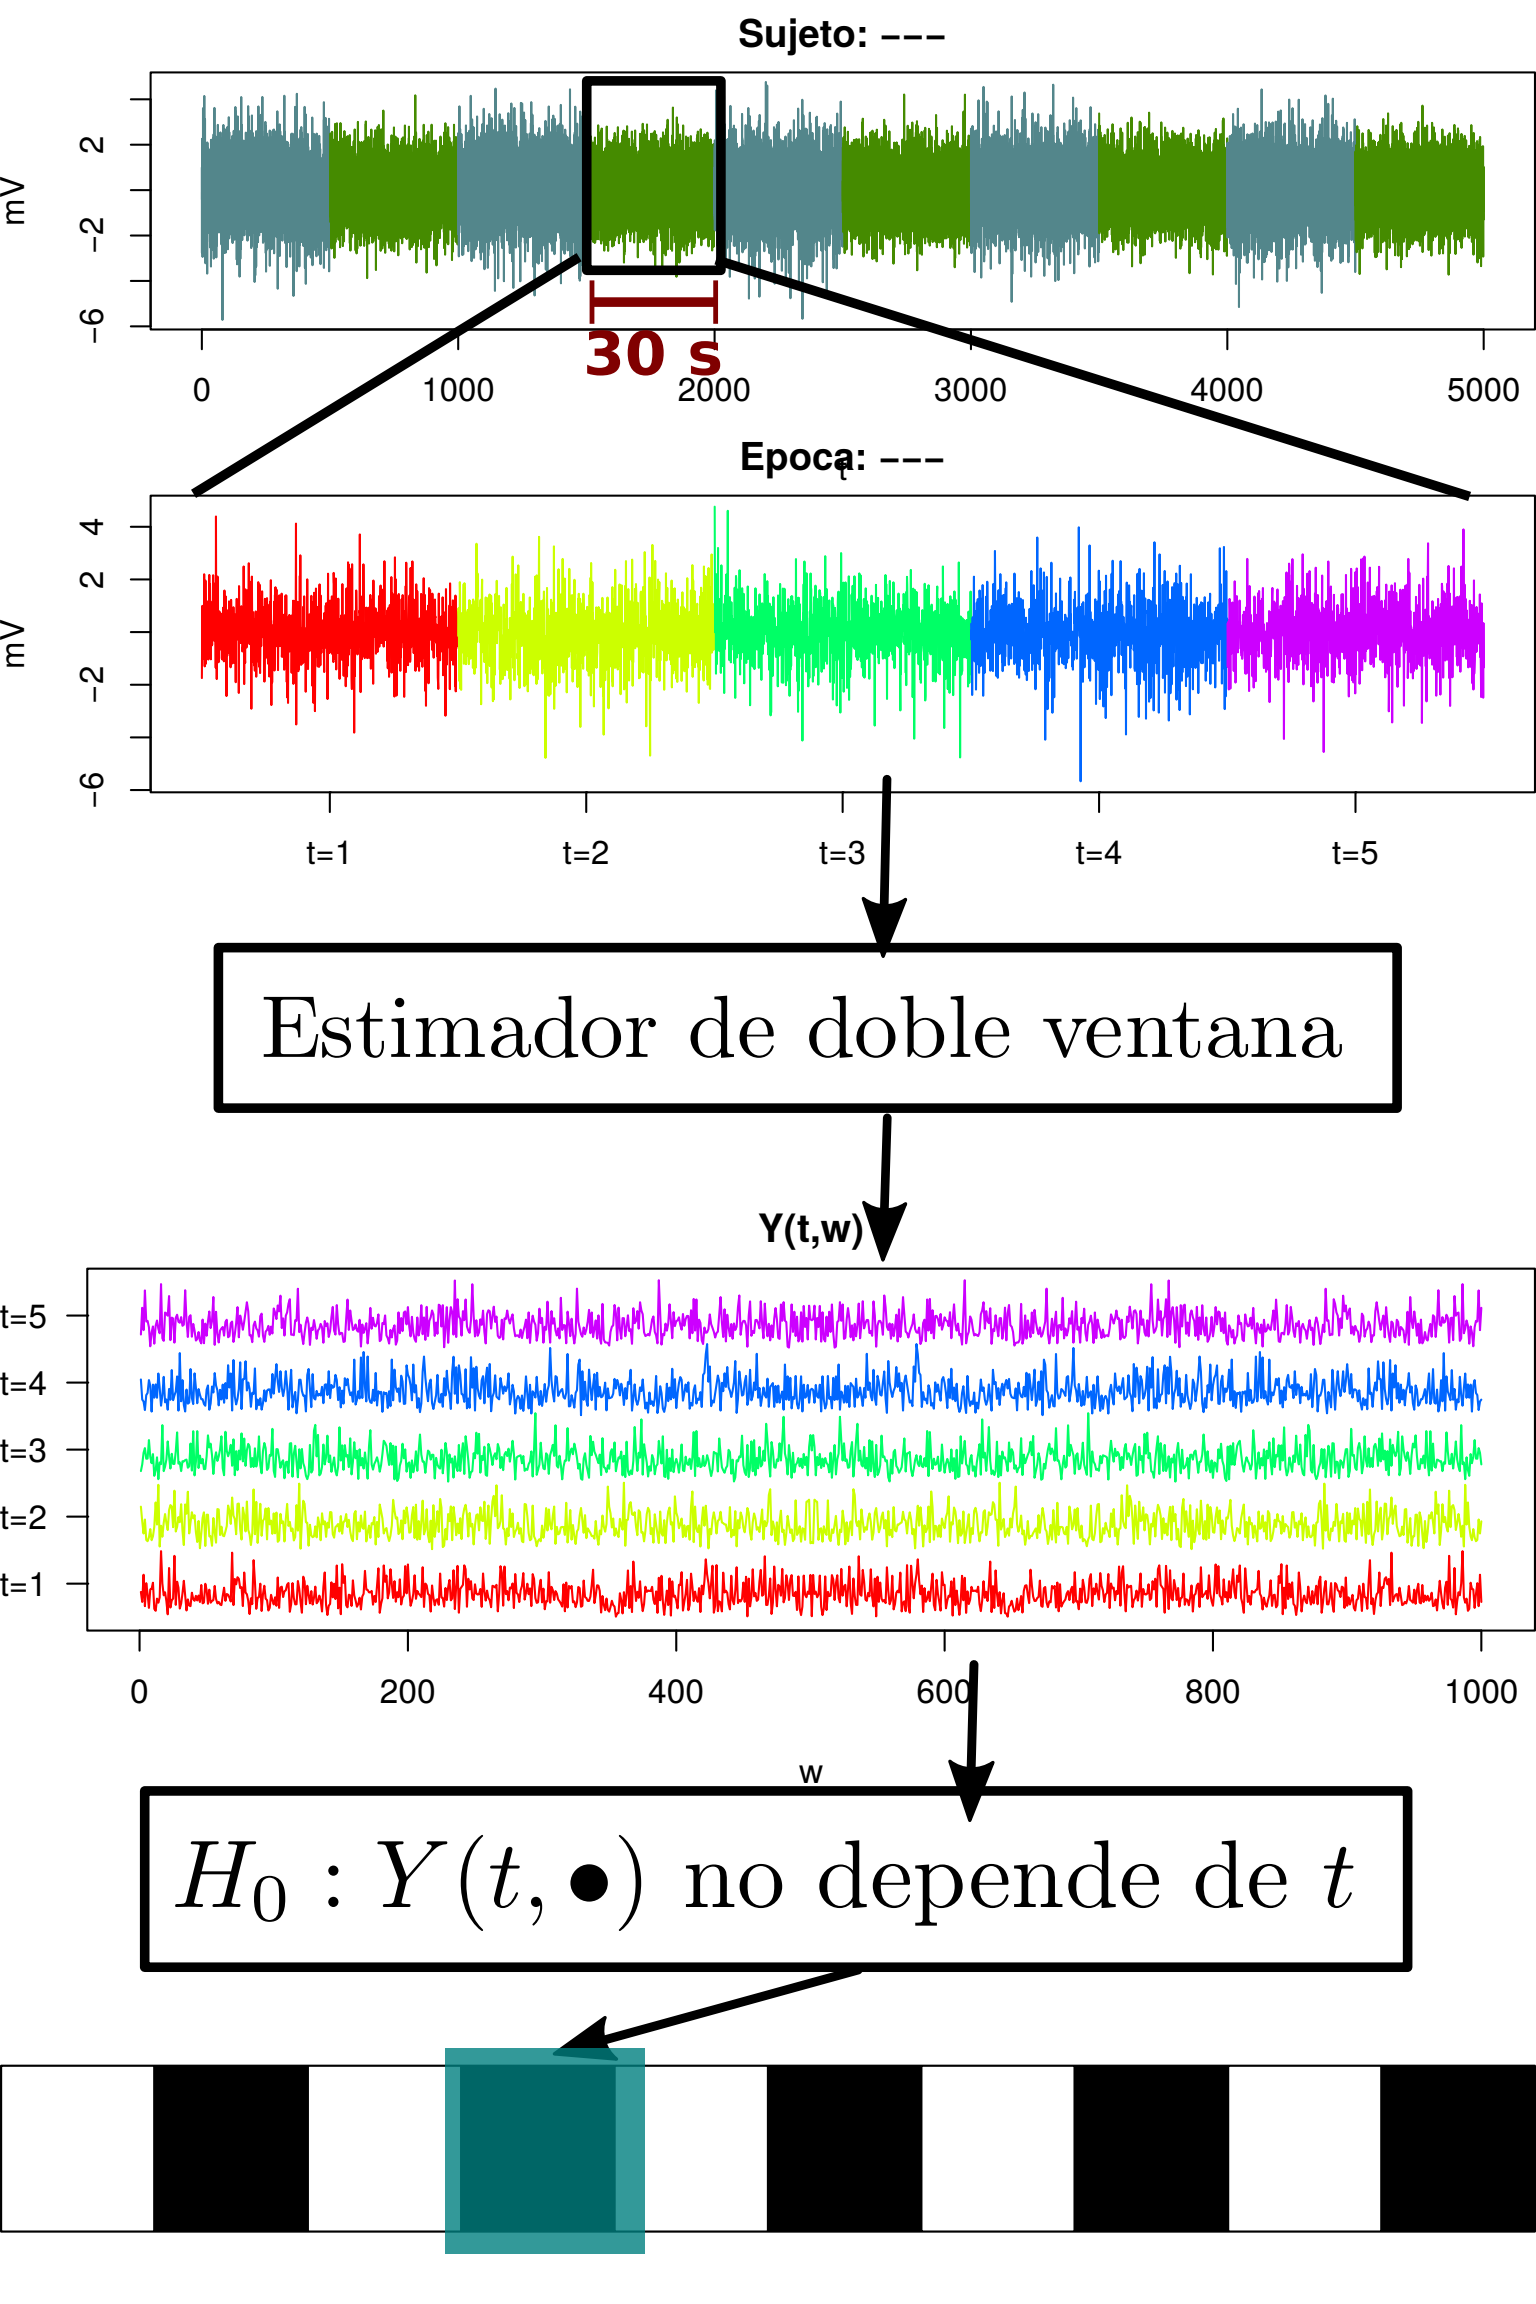 Sujeto: −−−
mV
2
−2
−6
30 s
0 1000 2000 3000 4000 5000
t
Epoca: −−−
mV
4
2
−2
−6
t=1 t=2 t=3 t=4 t=5
Estimador de doble ventana
Y(t,w)
t=5
t=4
t=3
t=2
t=1
0 200 400 600 800 1000
w
H₀ : Y(t, •) no depende de t